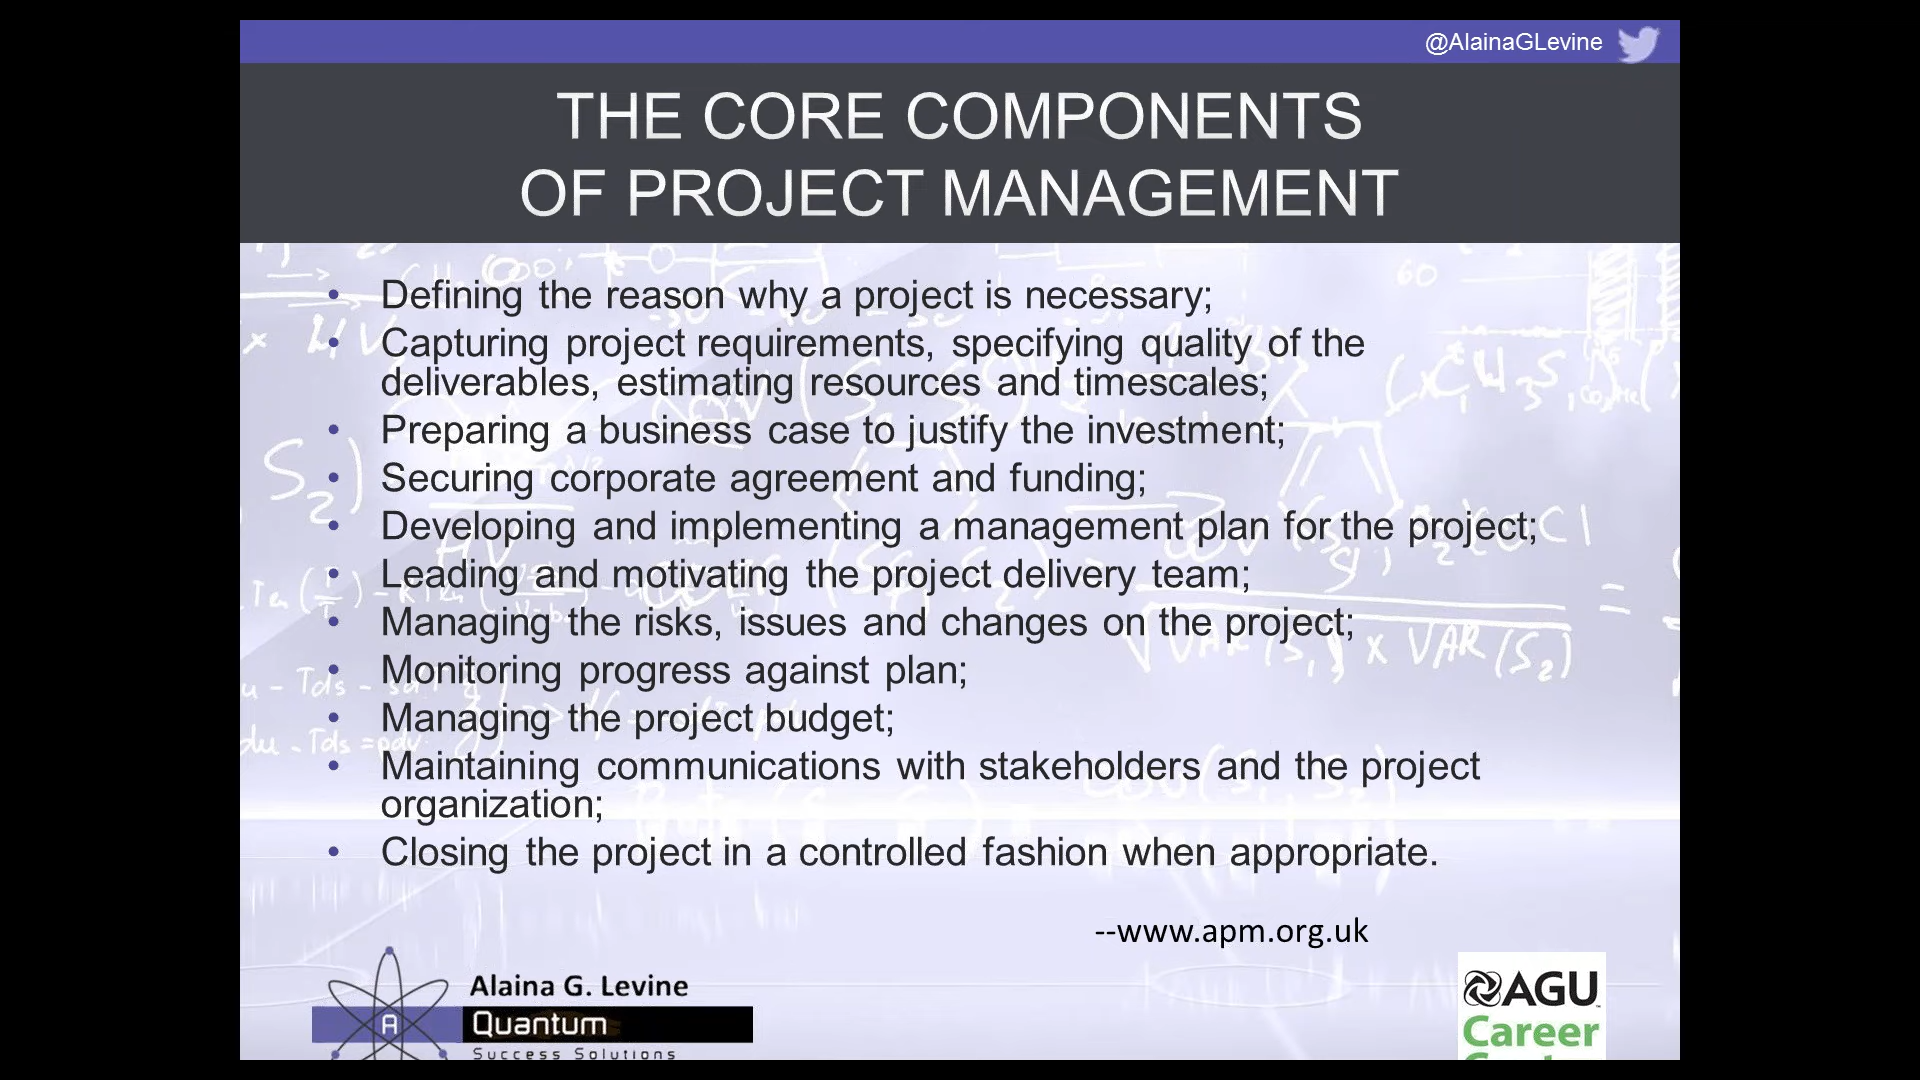 @AlainaGLevine
THE CORE COMPONENTS
OF PROJECT MANAGEMENT
• Defining the reason why a project is necessary;
• Capturing project requirements, specifying quality of the
deliverables, estimating resources and timescales;
• Preparing a business case to justify the investment;
• Securing corporate agreement and funding;
• Developing and implementing a management plan for the project;
• Leading and motivating the project delivery team;
• Managing the risks, issues and changes on the project;
• Monitoring progress against plan;
• Managing the project budget;
• Maintaining communications with stakeholders and the project
organization;
• Closing the project in a controlled fashion when appropriate.
--www.apm.org.uk
Alaina G. Levine
A Quantum
Success Solutions
AGU
Career